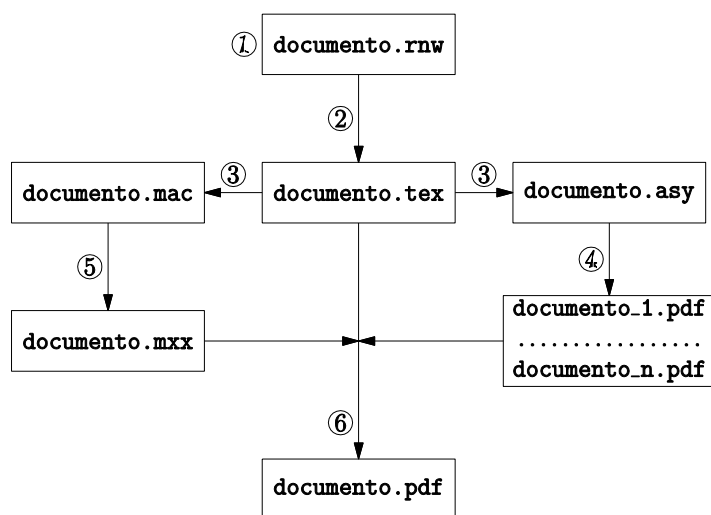 ① documento.rnw
②
documento.mac ③ documento.tex ③ documento.asy
⑤ ④
documento_1.pdf
documento.mxx .................
documento_n.pdf
⑥
documento.pdf